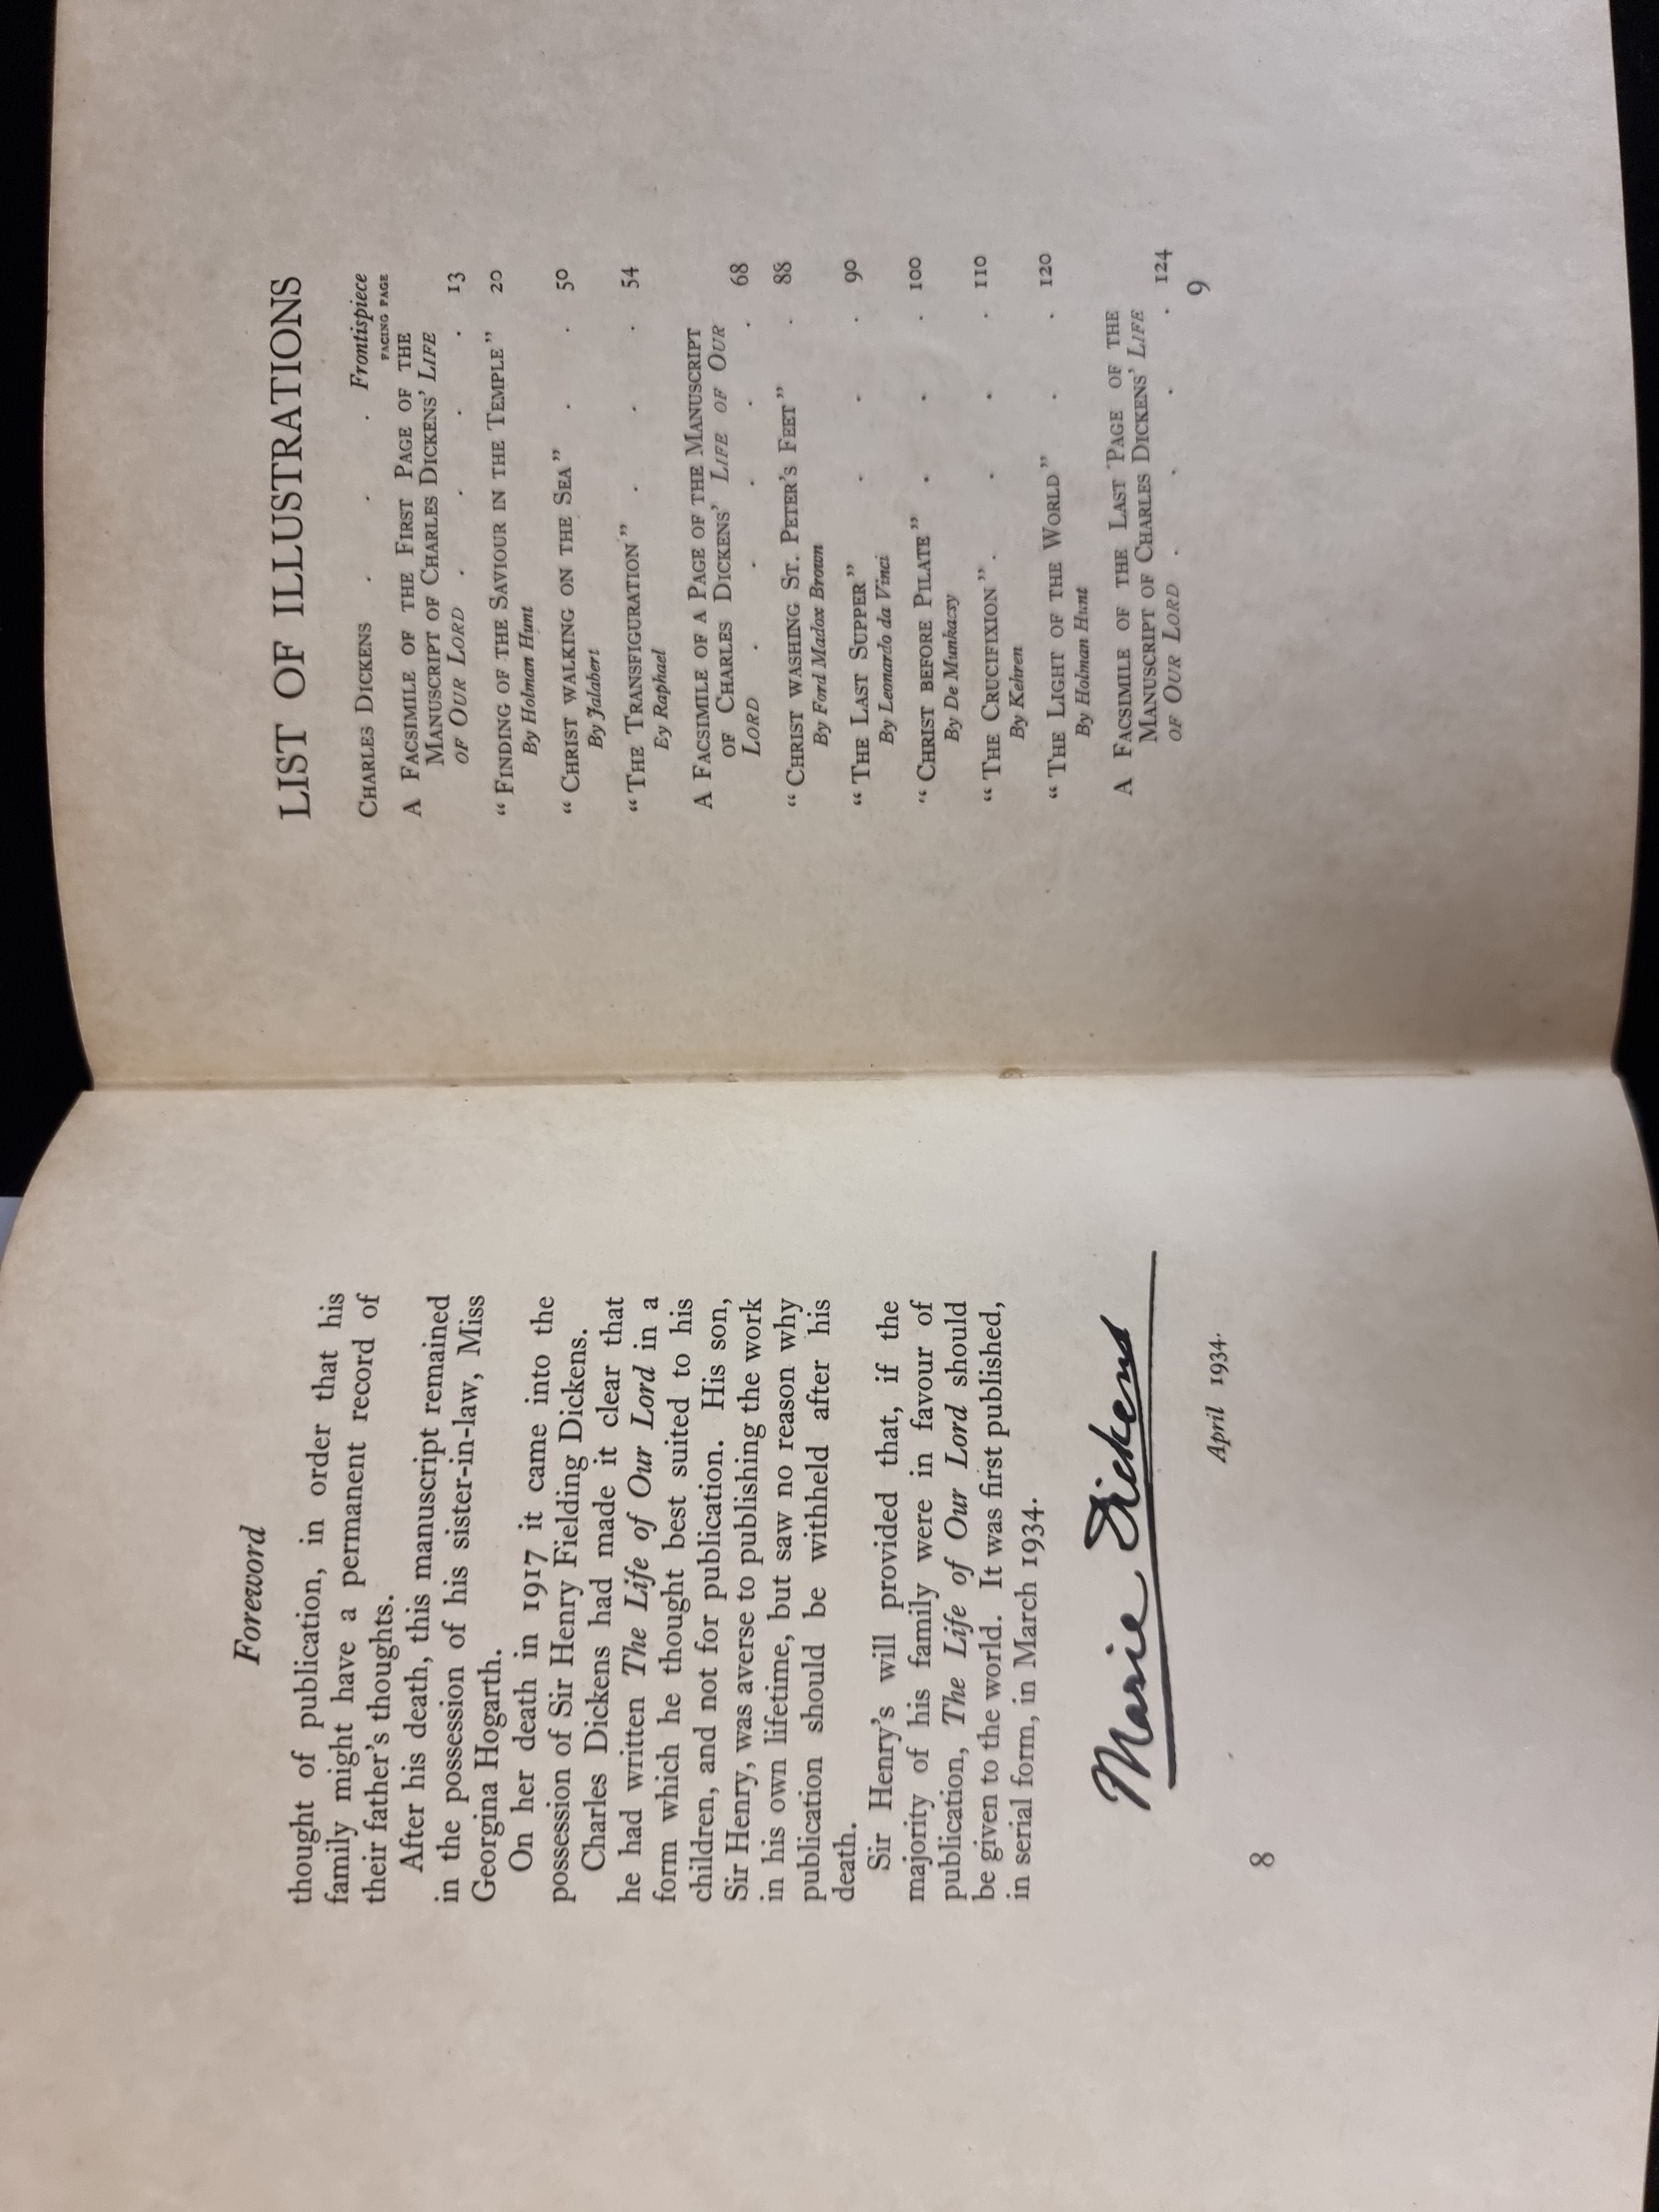 Foreword
thought of publication, in order that his
family might have a permanent record of
their father's thoughts.
After his death, this manuscript remained
in the possession of his sister-in-law, Miss
Georgina Hogarth.
On her death in 1917 it came into the
possession of Sir Henry Fielding Dickens.
Charles Dickens had made it clear that
he had written The Life of Our Lord in a
form which he thought best suited to his
children, and not for publication. His son,
Sir Henry, was averse to publishing the work
in his own lifetime, but saw no reason why
publication should be withheld after his
death.
Sir Henry's will provided that, if the
majority of his family were in favour of
publication, The Life of Our Lord should
be given to the world. It was first published,
in serial form, in March 1934.
Marie Dickens
April 1934.
8
LIST OF ILLUSTRATIONS
CHARLES DICKENS . . . Frontispiece
FACING PAGE
A FACSIMILE OF THE FIRST PAGE OF THE
MANUSCRIPT OF CHARLES DICKENS' LIFE
OF OUR LORD . . . . 13
"FINDING OF THE SAVIOUR IN THE TEMPLE" 20
By Holman Hunt
"CHRIST WALKING ON THE SEA" . . 50
By Jalabert
"THE TRANSFIGURATION" . . . 54
Ey Raphael
A FACSIMILE OF A PAGE OF THE MANUSCRIPT
OF CHARLES DICKENS' LIFE OF OUR
LORD . . . . . 68
"CHRIST WASHING ST. PETER'S FEET" . 88
By Ford Madox Brown
"THE LAST SUPPER" . . . 90
By Leonardo da Vinci
"CHRIST BEFORE PILATE" . . . 100
By De Munkacsy
"THE CRUCIFIXION" . . . . 110
By Kehren
"THE LIGHT OF THE WORLD" . . 120
By Holman Hunt
A FACSIMILE OF THE LAST PAGE OF THE
MANUSCRIPT OF CHARLES DICKENS' LIFE
OF OUR LORD . . . . 124
9